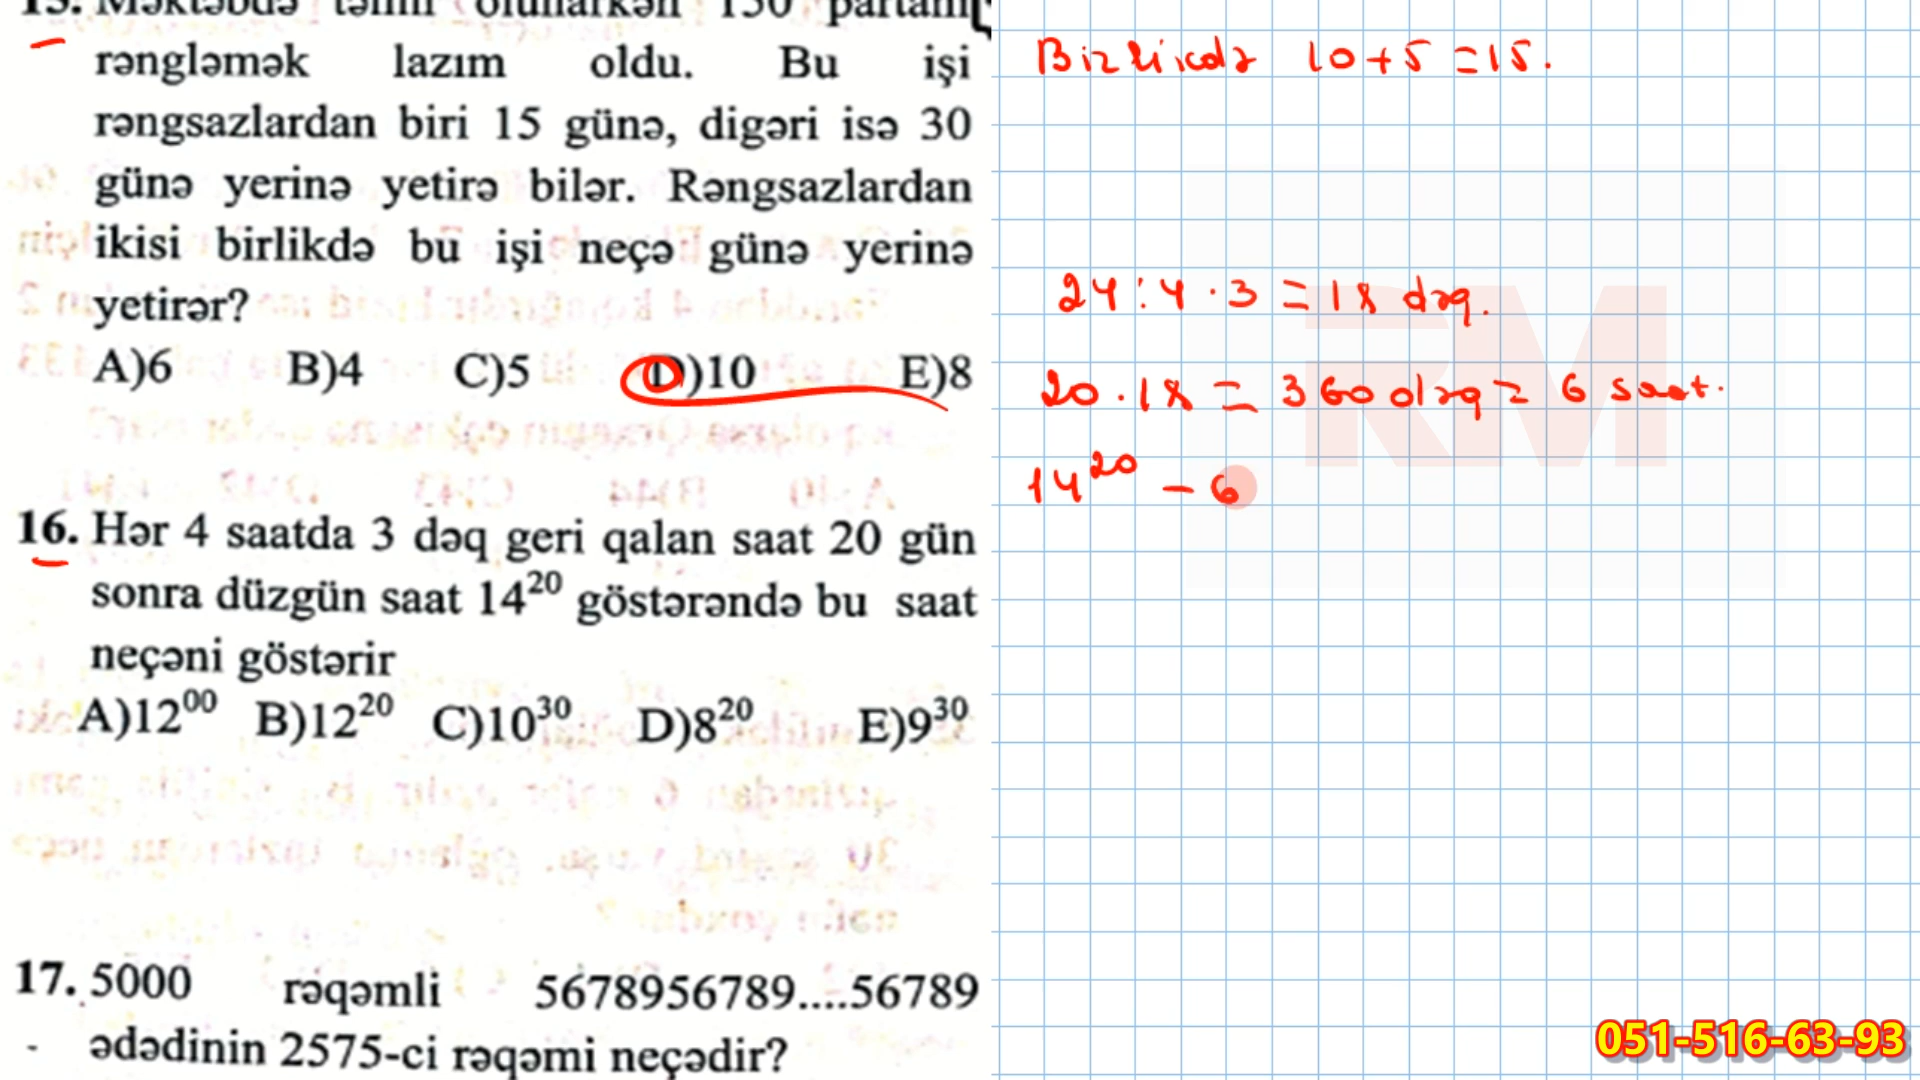 15. Məktəbdə təmir olunarkən 150 partanı
rəngləmək lazım oldu. Bu işi
rəngsazlardan biri 15 günə, digəri isə 30
günə yerinə yetirə bilər. Rəngsazlardan
ikisi birlikdə bu işi neçə günə yerinə
yetirər?
A)6 B)4 C)5 D)10 E)8
16. Hər 4 saatda 3 dəq geri qalan saat 20 gün
sonra düzgün saat 14²⁰ göstərəndə bu saat
neçəni göstərir
A)12⁰⁰ B)12²⁰ C)10³⁰ D)8²⁰ E)9³⁰
17. 5000 rəqəmli 5678956789....56789
ədədinin 2575-ci rəqəmi neçədir?
Birlikdə 10+5=15.
24:4·3=18 dəq.
20·18=360 dəq=6 saat.
14²⁰-6
RM
051-516-63-93